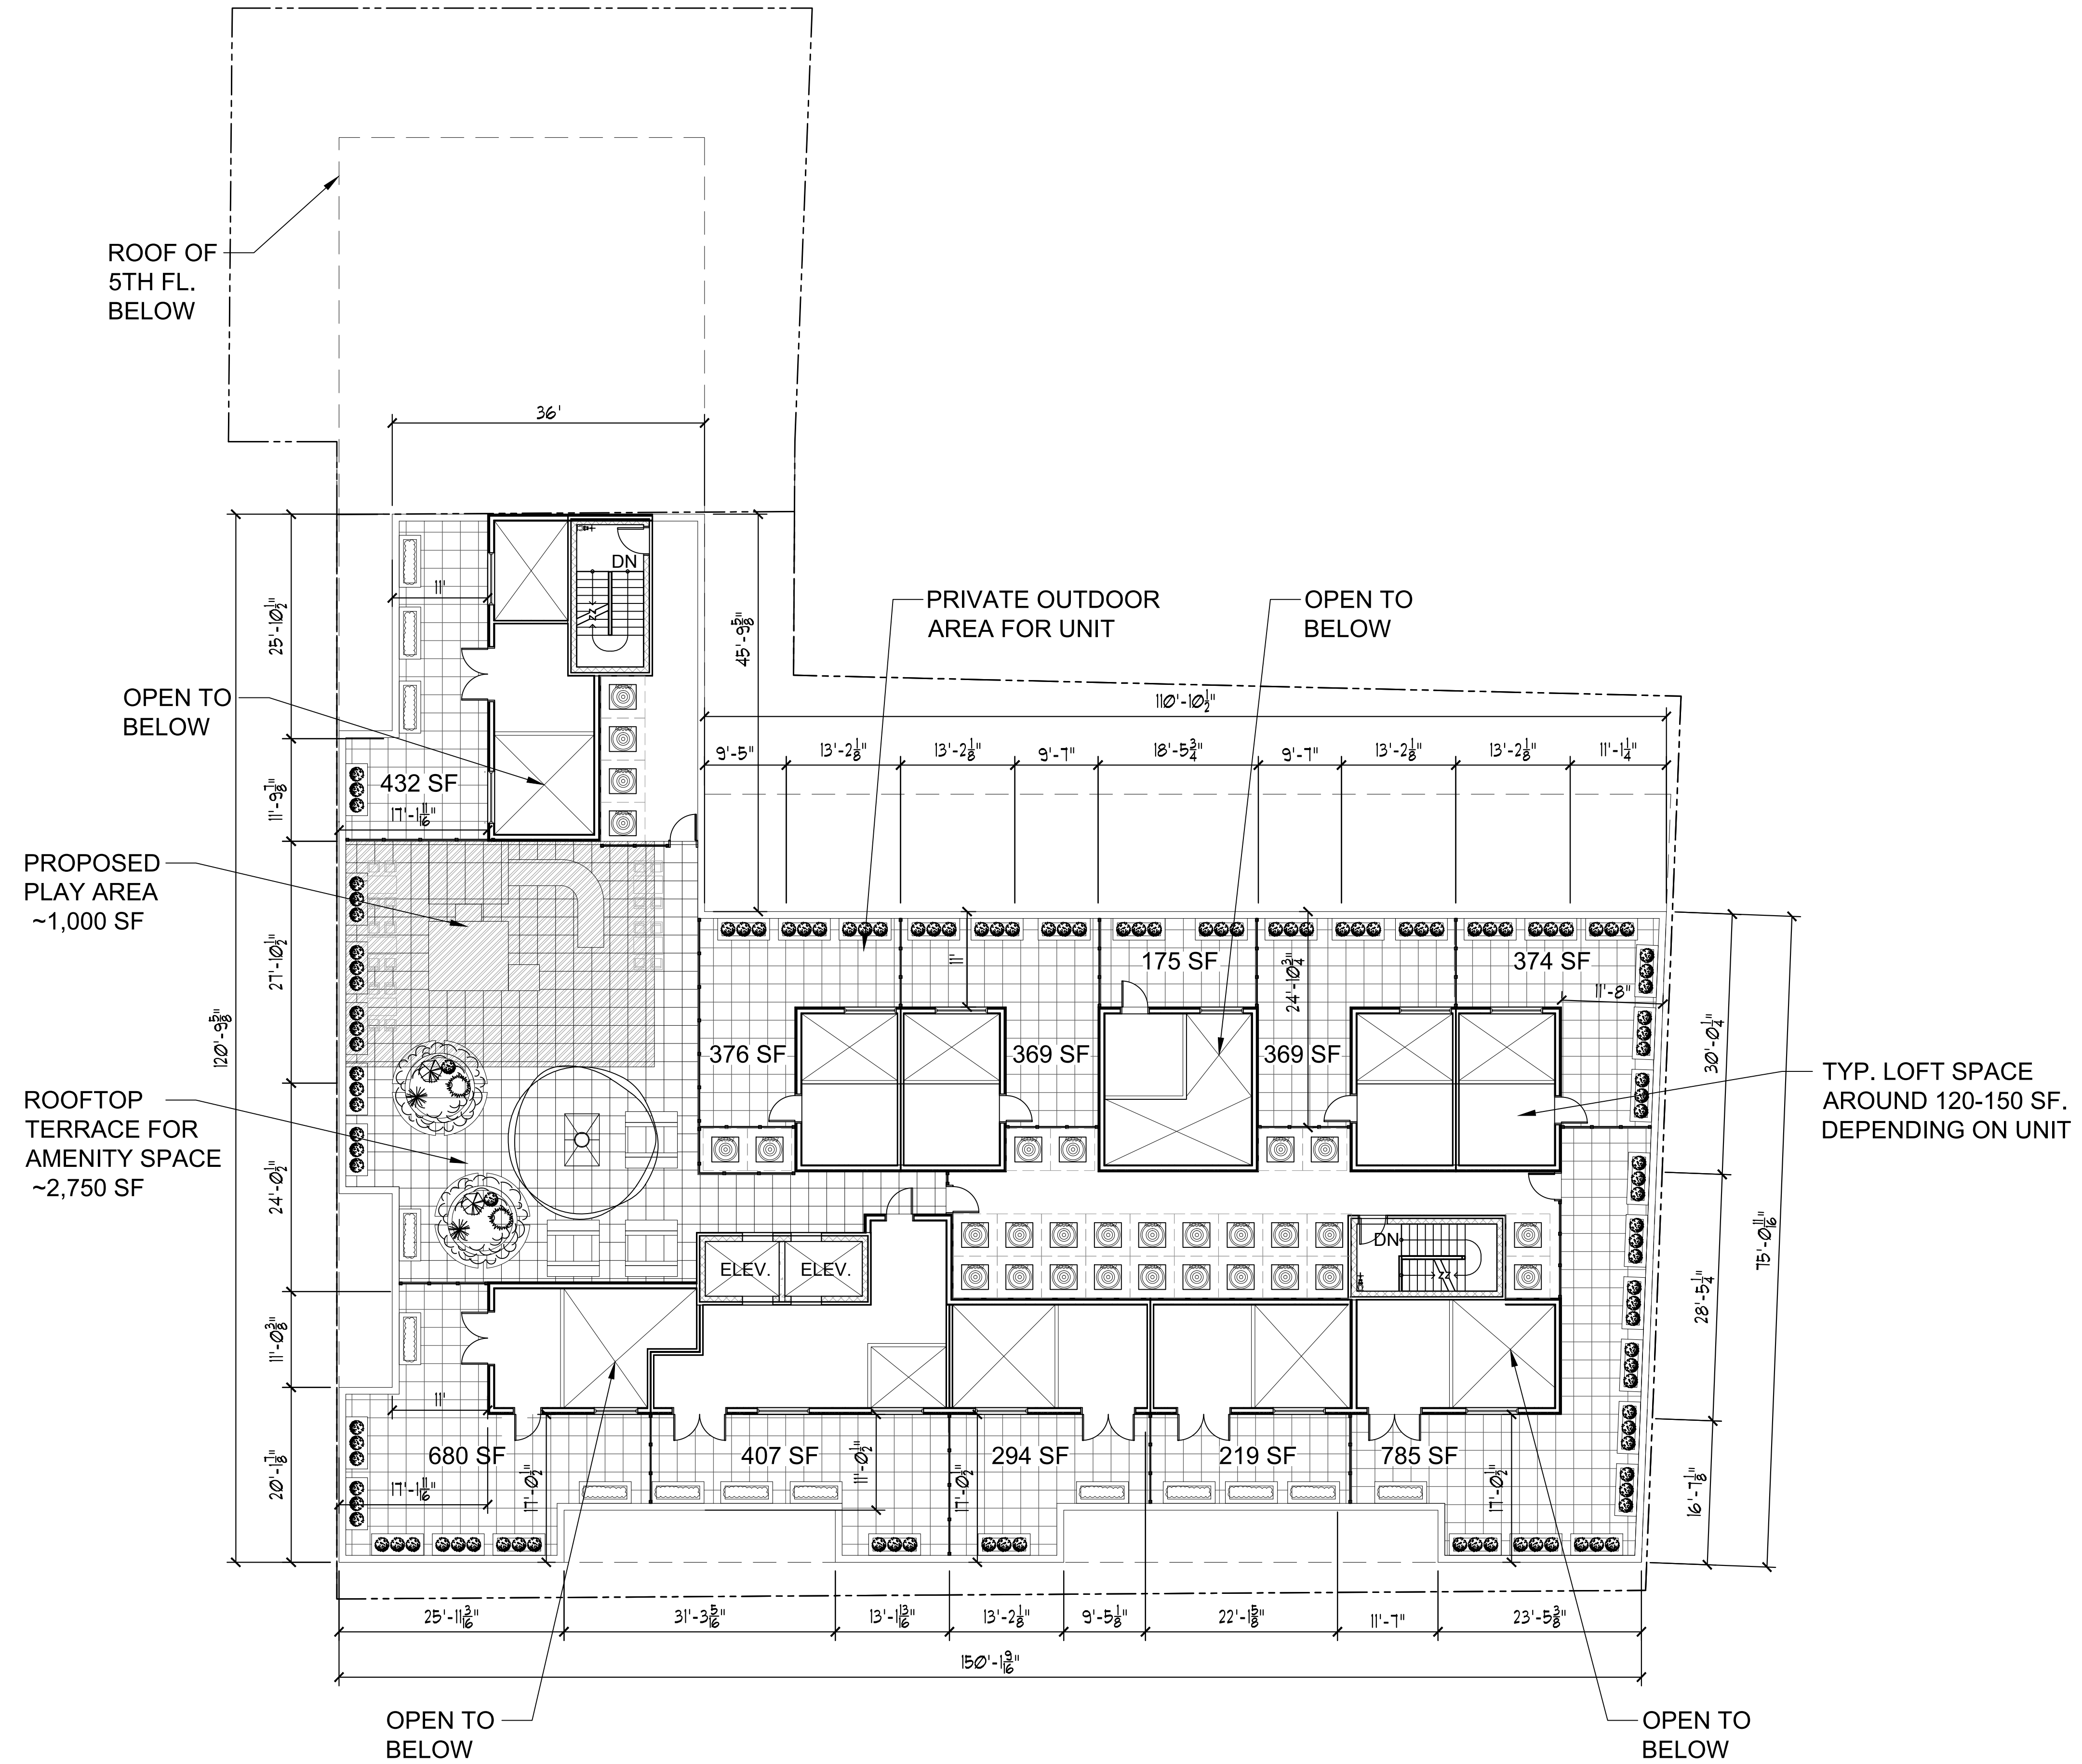 ROOF OF
5TH FL.
BELOW
36'
DN
11'
25'-10½"
45'-9⅝"
PRIVATE OUTDOOR
AREA FOR UNIT
OPEN TO
BELOW
OPEN TO
BELOW
110'-10½"
9'-5"
13'-2⅛"
13'-2⅛"
9'-7"
18'-5¾"
9'-7"
13'-2⅛"
13'-2⅛"
11'-1¼"
432 SF
17'-1 11/16"
11'-9⅞"
PROPOSED
PLAY AREA
~1,000 SF
27'-10½"
120'-9⅝"
11'
175 SF
24'-10¾"
374 SF
11'-8"
376 SF
369 SF
369 SF
30'-0¼"
TYP. LOFT SPACE
AROUND 120-150 SF.
DEPENDING ON UNIT
ROOFTOP
TERRACE FOR
AMENITY SPACE
~2,750 SF
24'-0½"
75'-0 11/16"
ELEV.
ELEV.
DN
28'-5¼"
11'-0⅜"
11'
680 SF
407 SF
294 SF
219 SF
785 SF
17'-1 11/16"
17'-0½"
11'-0½"
17'-0½"
17'-0½"
20'-1⅞"
16'-7⅛"
25'-11 3/16"
31'-3 5/16"
13'-1 13/16"
13'-2⅛"
9'-5⅛"
22'-1⅝"
11'-7"
23'-5⅜"
150'-1 9/16"
OPEN TO
BELOW
OPEN TO
BELOW